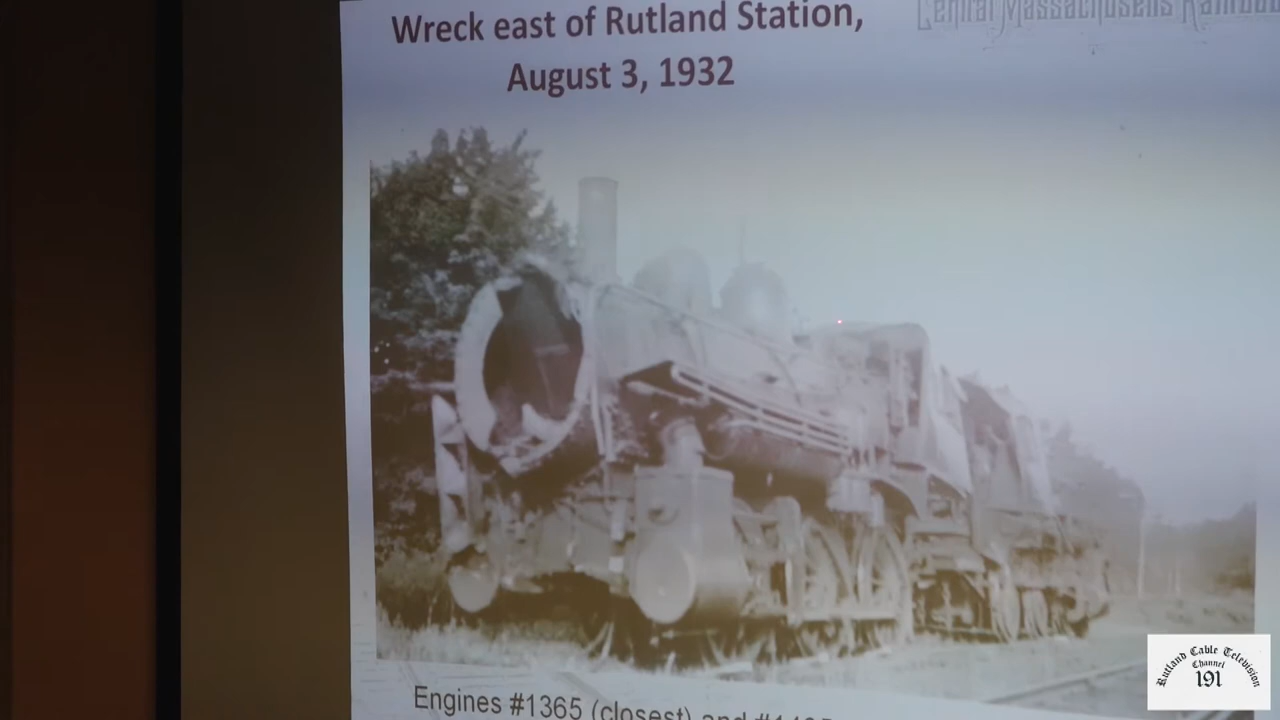 Wreck east of Rutland Station,
August 3, 1932
Central Massachusetts
Engines #1365 (closest) and
Rutland Cable Television
Channel
191